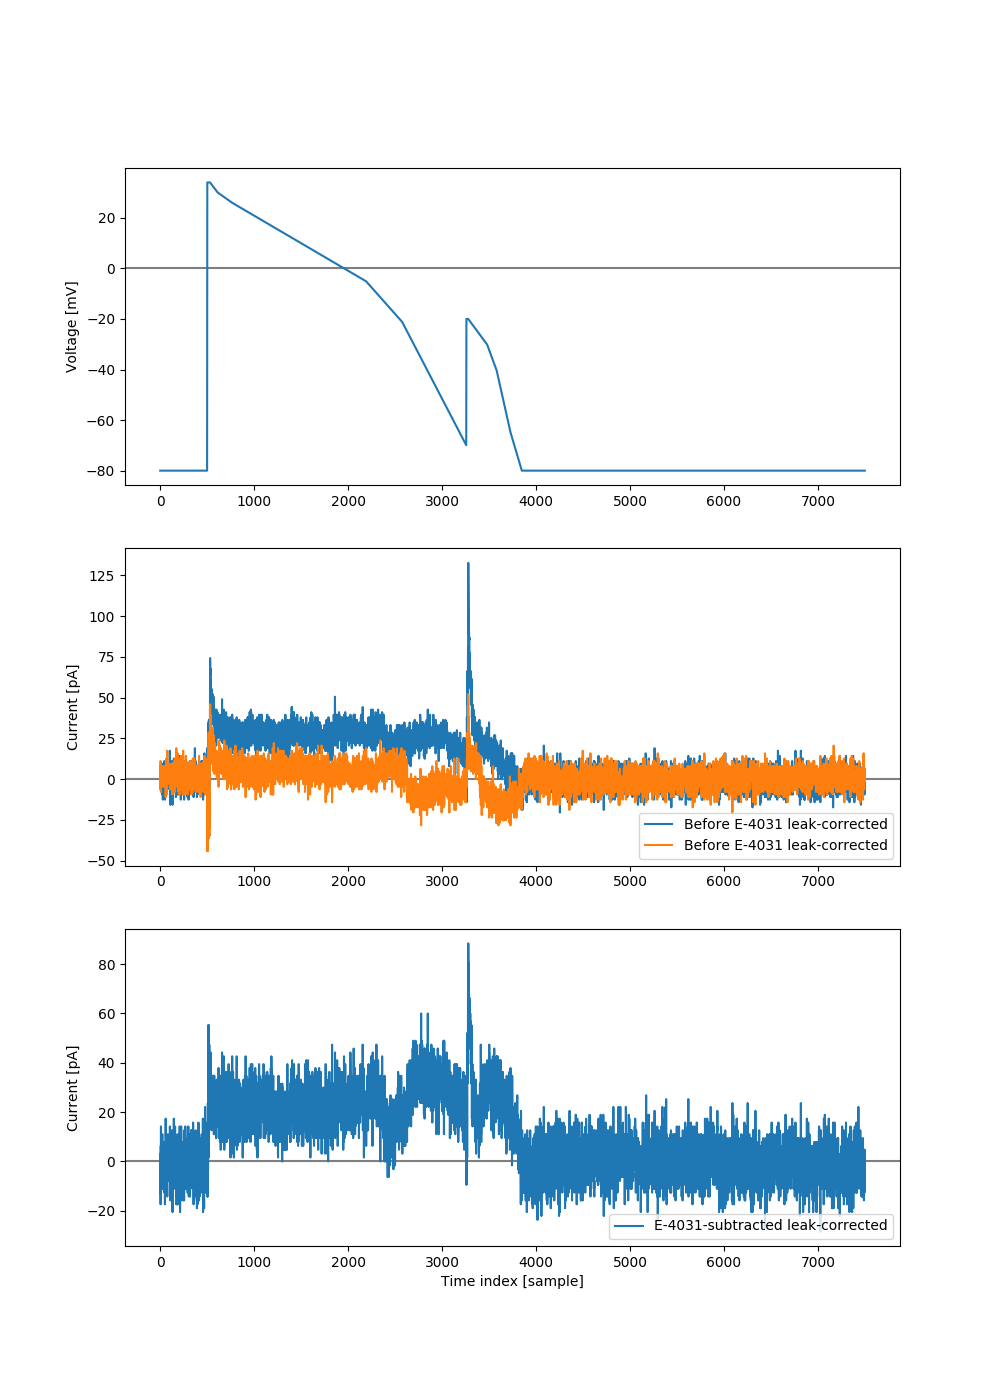 20
0
−20
−40
−60
−80
Voltage [mV]
0 1000 2000 3000 4000 5000 6000 7000
125
100
75
50
25
0
−25
−50
Current [pA]
Before E-4031 leak-corrected
Before E-4031 leak-corrected
0 1000 2000 3000 4000 5000 6000 7000
80
60
40
20
0
−20
Current [pA]
E-4031-subtracted leak-corrected
0 1000 2000 3000 4000 5000 6000 7000
Time index [sample]